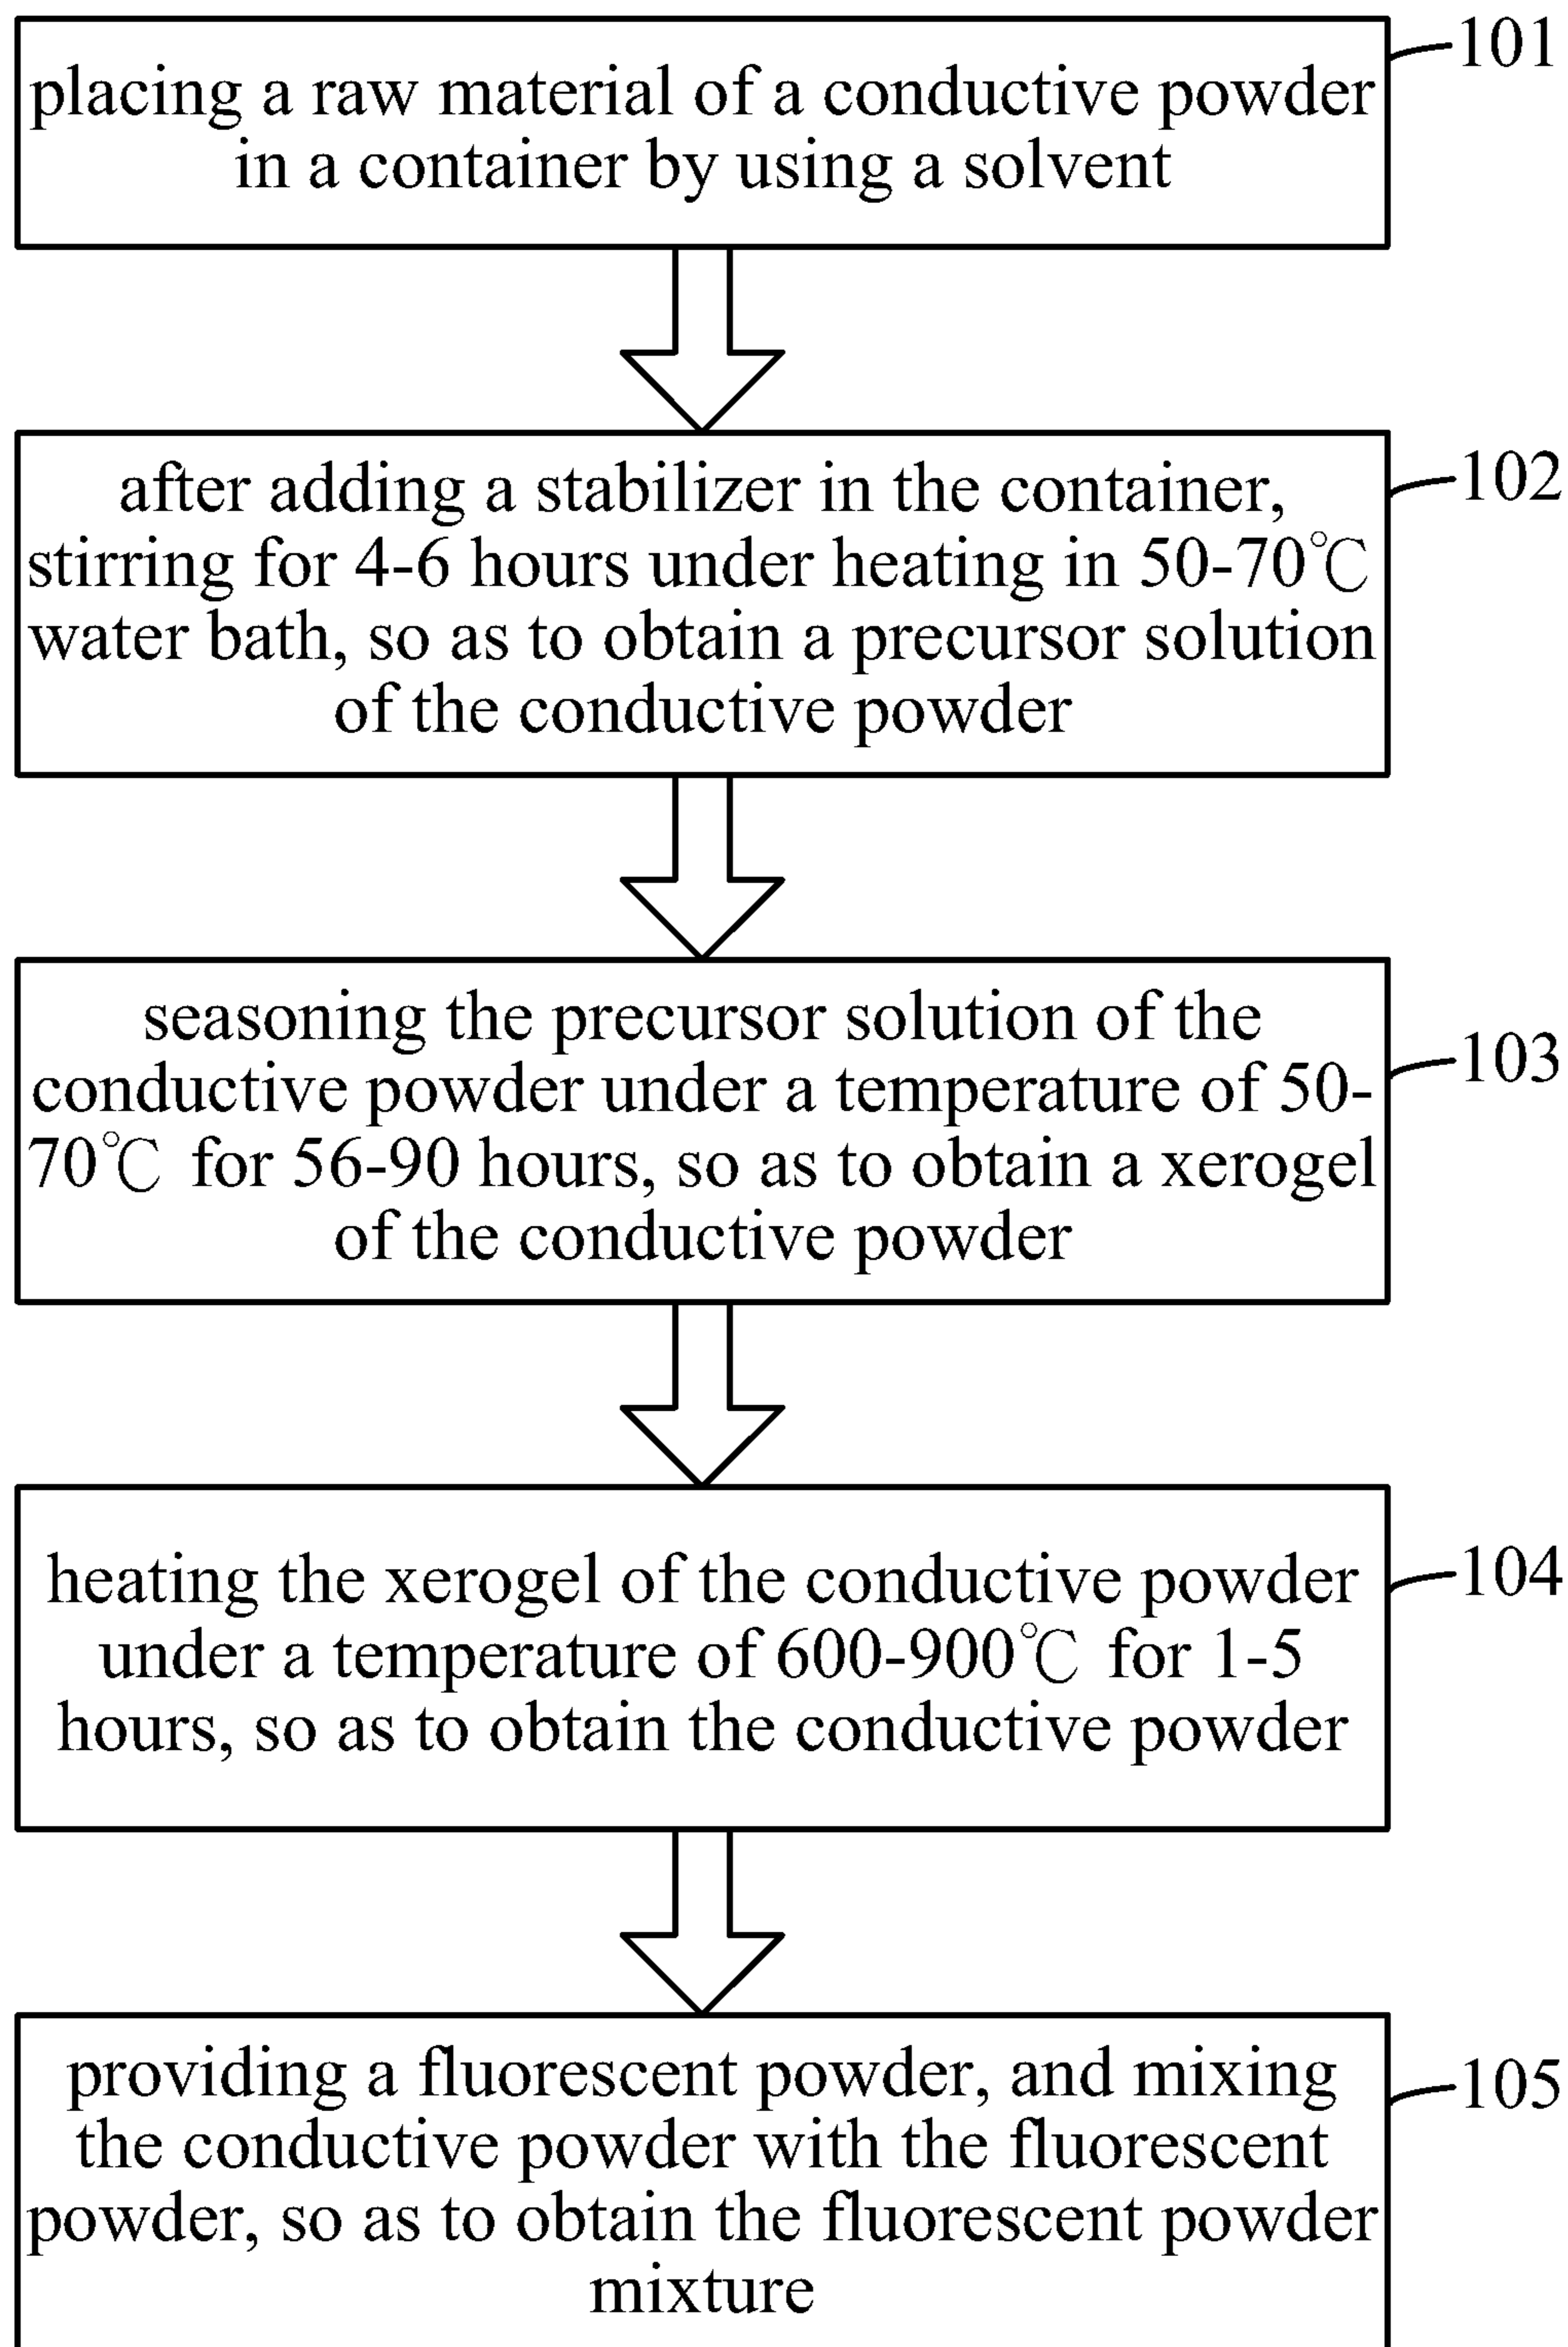 101
placing a raw material of a conductive powder
in a container by using a solvent
102
after adding a stabilizer in the container,
stirring for 4-6 hours under heating in 50-70℃
water bath, so as to obtain a precursor solution
of the conductive powder
103
seasoning the precursor solution of the
conductive powder under a temperature of 50-
70℃ for 56-90 hours, so as to obtain a xerogel
of the conductive powder
104
heating the xerogel of the conductive powder
under a temperature of 600-900℃ for 1-5
hours, so as to obtain the conductive powder
105
providing a fluorescent powder, and mixing
the conductive powder with the fluorescent
powder, so as to obtain the fluorescent powder
mixture